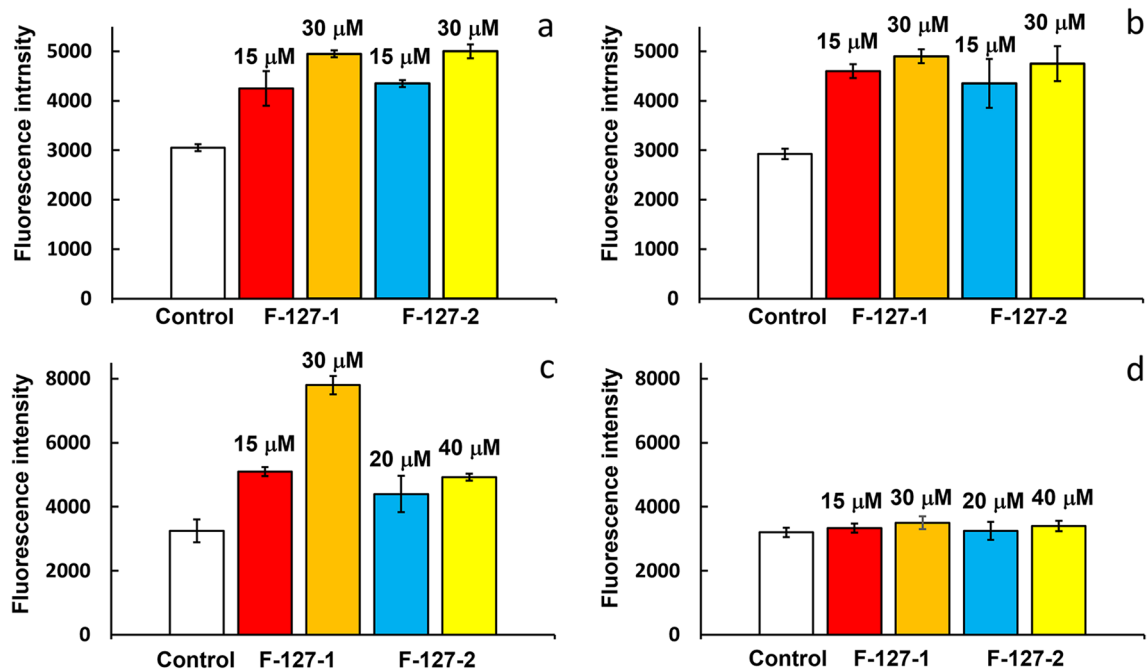 a
Fluorescence intrnsity
5000
4000
3000
2000
1000
0
15 μM
30 μM
15 μM
30 μM
Control F-127-1 F-127-2
b
Fluorescence intrnsity
5000
4000
3000
2000
1000
0
15 μM
30 μM
15 μM
30 μM
Control F-127-1 F-127-2
c
Fluorescence intensity
8000
6000
4000
2000
0
15 μM
30 μM
20 μM
40 μM
Control F-127-1 F-127-2
d
Fluorescence intensity
8000
6000
4000
2000
0
15 μM
30 μM
20 μM
40 μM
Control F-127-1 F-127-2